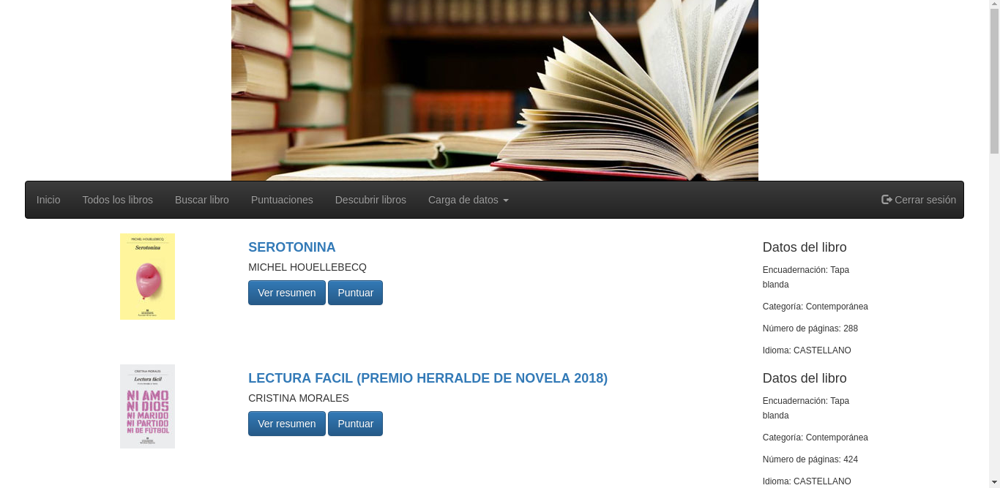 Inicio Todos los libros Buscar libro Puntuaciones Descubrir libros Carga de datos Cerrar sesión
MICHEL HOUELLEBECQ
Serotonina
SEROTONINA
MICHEL HOUELLEBECQ
Ver resumen Puntuar
Datos del libro
Encuadernación: Tapa
blanda
Categoría: Contemporánea
Número de páginas: 288
Idioma: CASTELLANO
CRISTINA MORALES
Lectura fácil
NI AMO
NI DIOS
NI MARIDO
NI PARTIDO
NI DE FÚTBOL
LECTURA FACIL (PREMIO HERRALDE DE NOVELA 2018)
CRISTINA MORALES
Ver resumen Puntuar
Datos del libro
Encuadernación: Tapa
blanda
Categoría: Contemporánea
Número de páginas: 424
Idioma: CASTELLANO